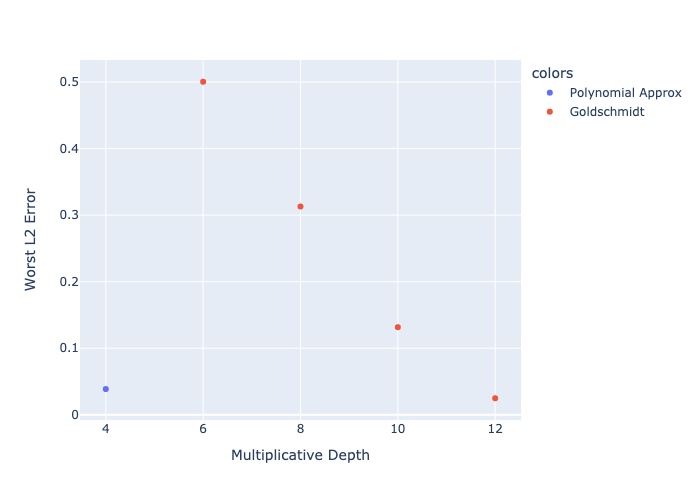 colors
Polynomial Approx
Goldschmidt
Worst L2 Error
0.5
0.4
0.3
0.2
0.1
0
4 6 8 10 12
Multiplicative Depth